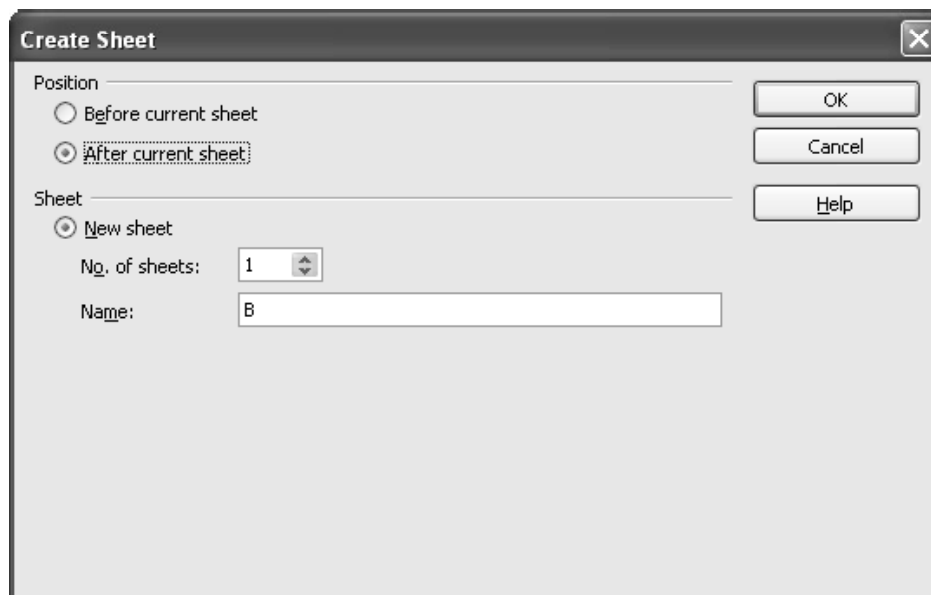 Create Sheet
Position
Before current sheet
After current sheet
OK
Cancel
Help
Sheet
New sheet
No. of sheets: 1
Name: B